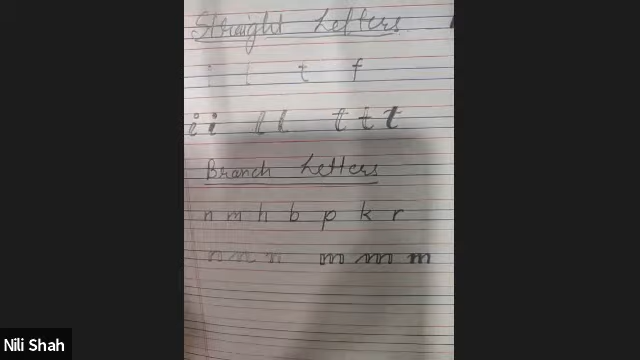 Straight Letters
i l t f
i i l l t t t
Branch Letters
n m h b p k r
n n n m m m
Nili Shah